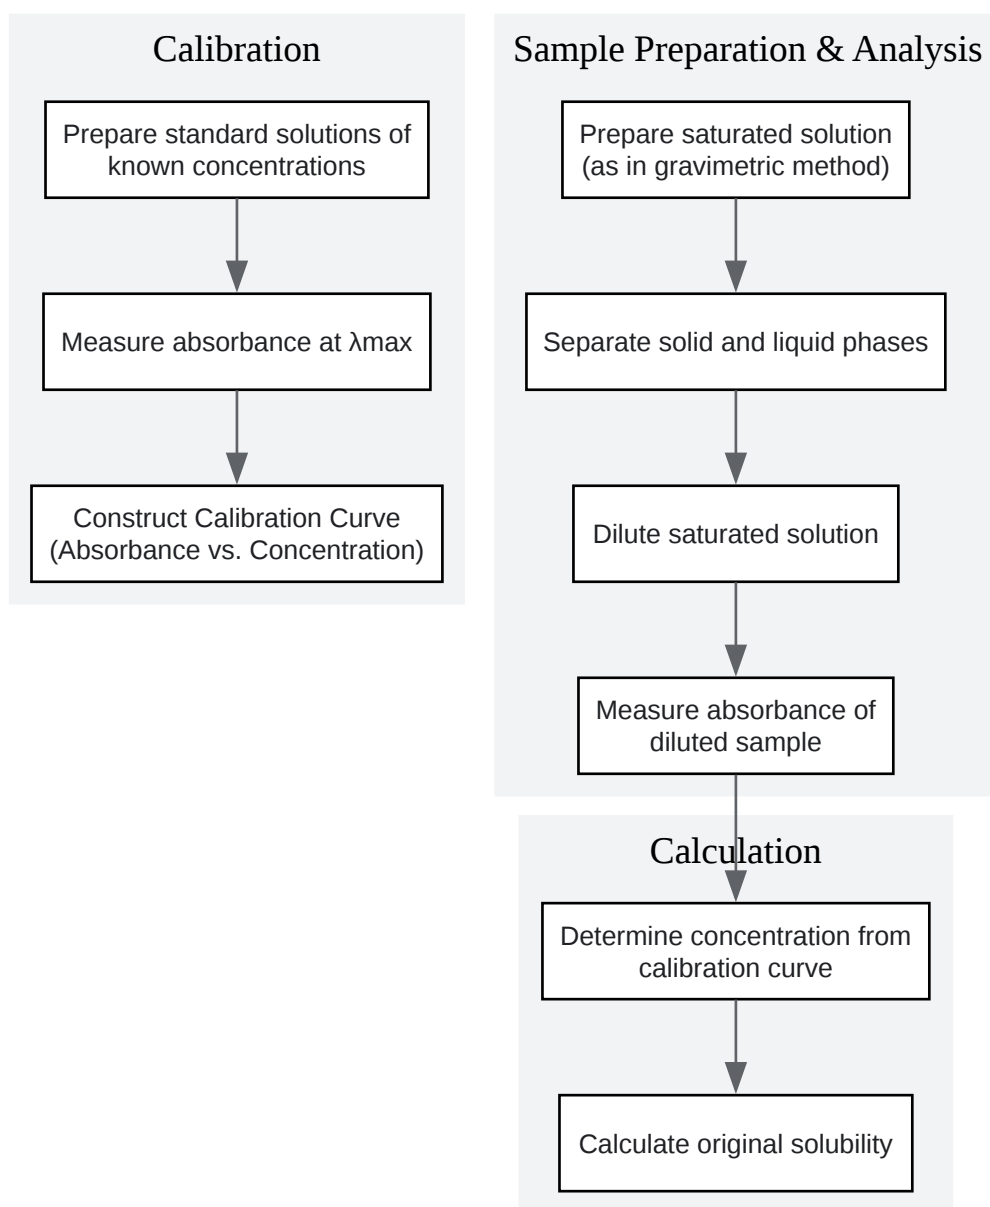 Calibration
Prepare standard solutions of
known concentrations
Measure absorbance at λmax
Construct Calibration Curve
(Absorbance vs. Concentration)
Sample Preparation & Analysis
Prepare saturated solution
(as in gravimetric method)
Separate solid and liquid phases
Dilute saturated solution
Measure absorbance of
diluted sample
Calculation
Determine concentration from
calibration curve
Calculate original solubility